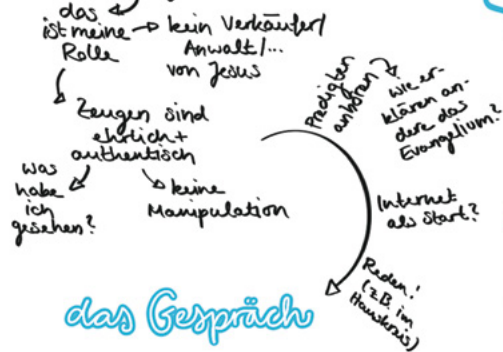 das
ist meine
Rolle
kein Verkäufer/
Anwalt/...
von Jesus
Zeugen sind
ehrlich +
authentisch
was
habe
ich
gesehen?
keine
Manipulation
Predigten
anhören
wie er-
klären an-
dere das
Evangelium?
Internet
als Start?
Reden!
(z.B. im
Hauskreis)
das Gespräch